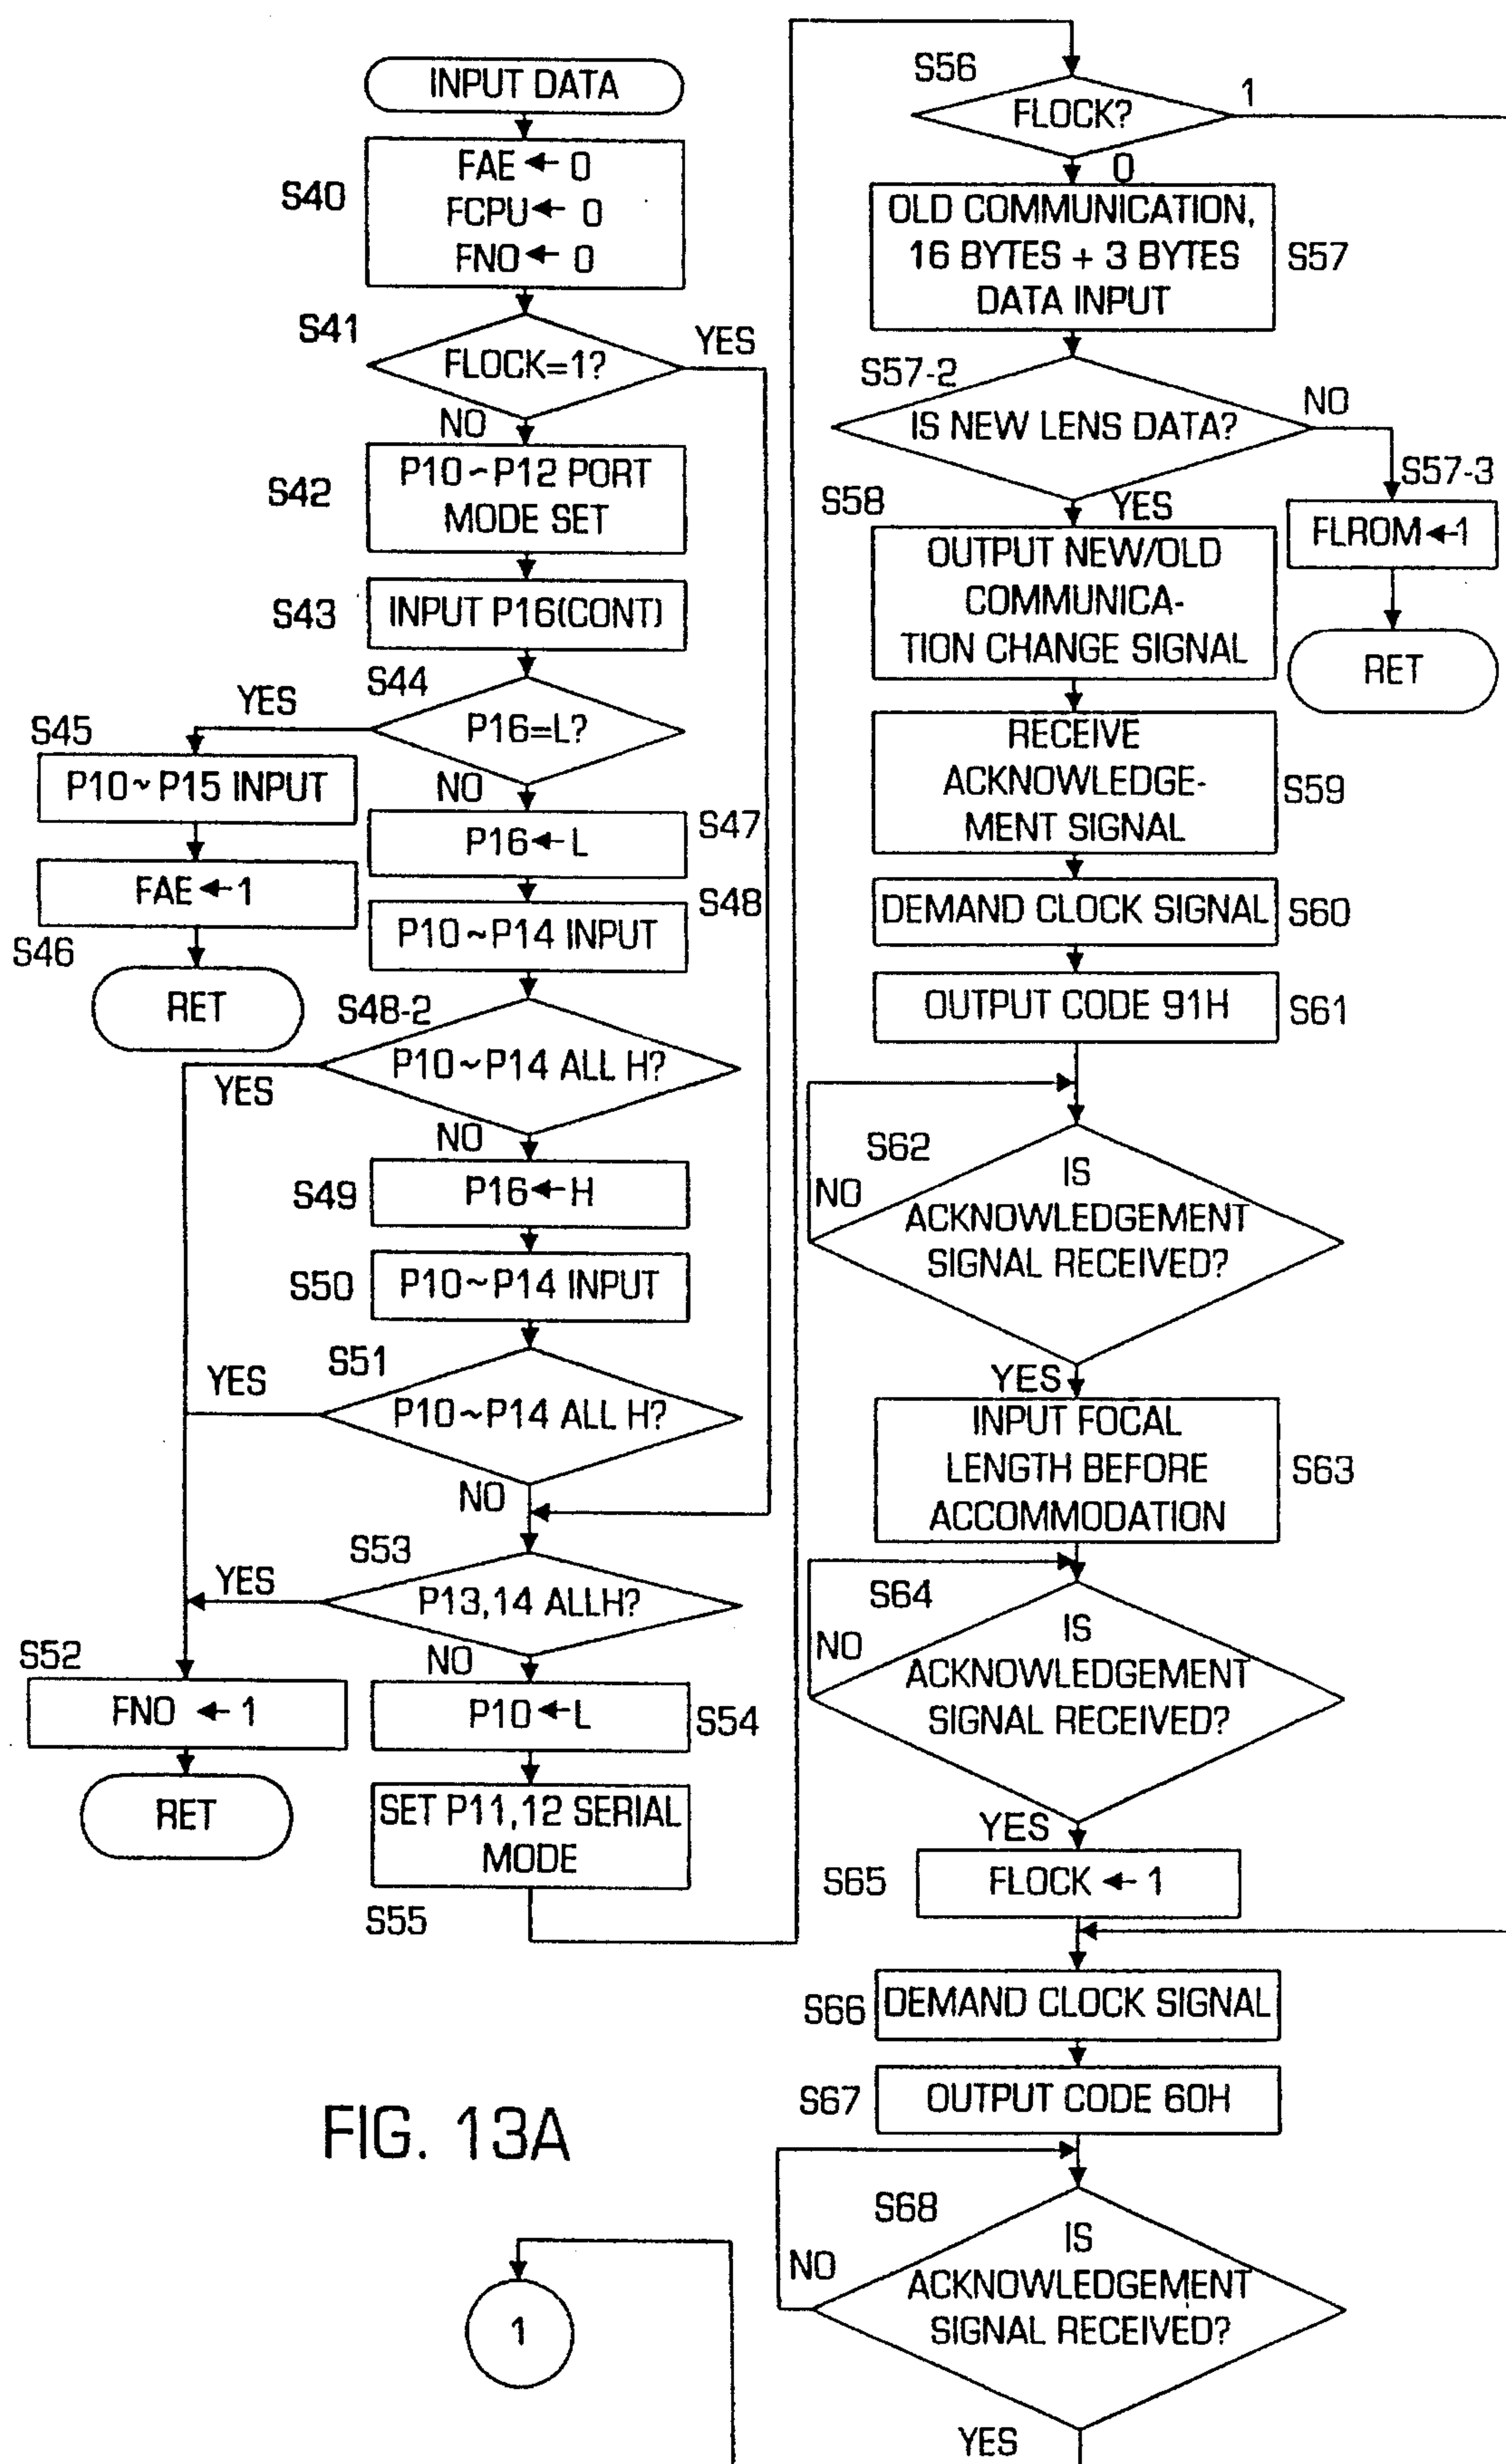 INPUT DATA
S40
FAE ← 0
FCPU ← 0
FNO ← 0
S41
FLOCK=1?
YES
NO
S42
P10~P12 PORT
MODE SET
S43
INPUT P16(CONT)
S44
P16=L?
YES
NO
S45
P10~P15 INPUT
FAE ← 1
S46
RET
P16 ← L
S47
S48
P10~P14 INPUT
S48-2
P10~P14 ALL H?
YES
NO
S49
P16 ← H
S50
P10~P14 INPUT
S51
P10~P14 ALL H?
YES
NO
S53
P13,14 ALLH?
YES
NO
S52
FNO ← 1
RET
P10 ← L
S54
SET P11,12 SERIAL
MODE
S55
S56
FLOCK?
1
0
OLD COMMUNICATION,
16 BYTES + 3 BYTES
DATA INPUT
S57
S57-2
IS NEW LENS DATA?
NO
YES
S57-3
FLROM ← 1
RET
S58
OUTPUT NEW/OLD
COMMUNICA-
TION CHANGE SIGNAL
RECEIVE
ACKNOWLEDGE-
MENT SIGNAL
S59
DEMAND CLOCK SIGNAL
S60
OUTPUT CODE 91H
S61
S62
IS
ACKNOWLEDGEMENT
SIGNAL RECEIVED?
NO
YES
INPUT FOCAL
LENGTH BEFORE
ACCOMMODATION
S63
S64
IS
ACKNOWLEDGEMENT
SIGNAL RECEIVED?
NO
YES
S65
FLOCK ← 1
S66
DEMAND CLOCK SIGNAL
S67
OUTPUT CODE 60H
S68
IS
ACKNOWLEDGEMENT
SIGNAL RECEIVED?
NO
YES
FIG. 13A
1